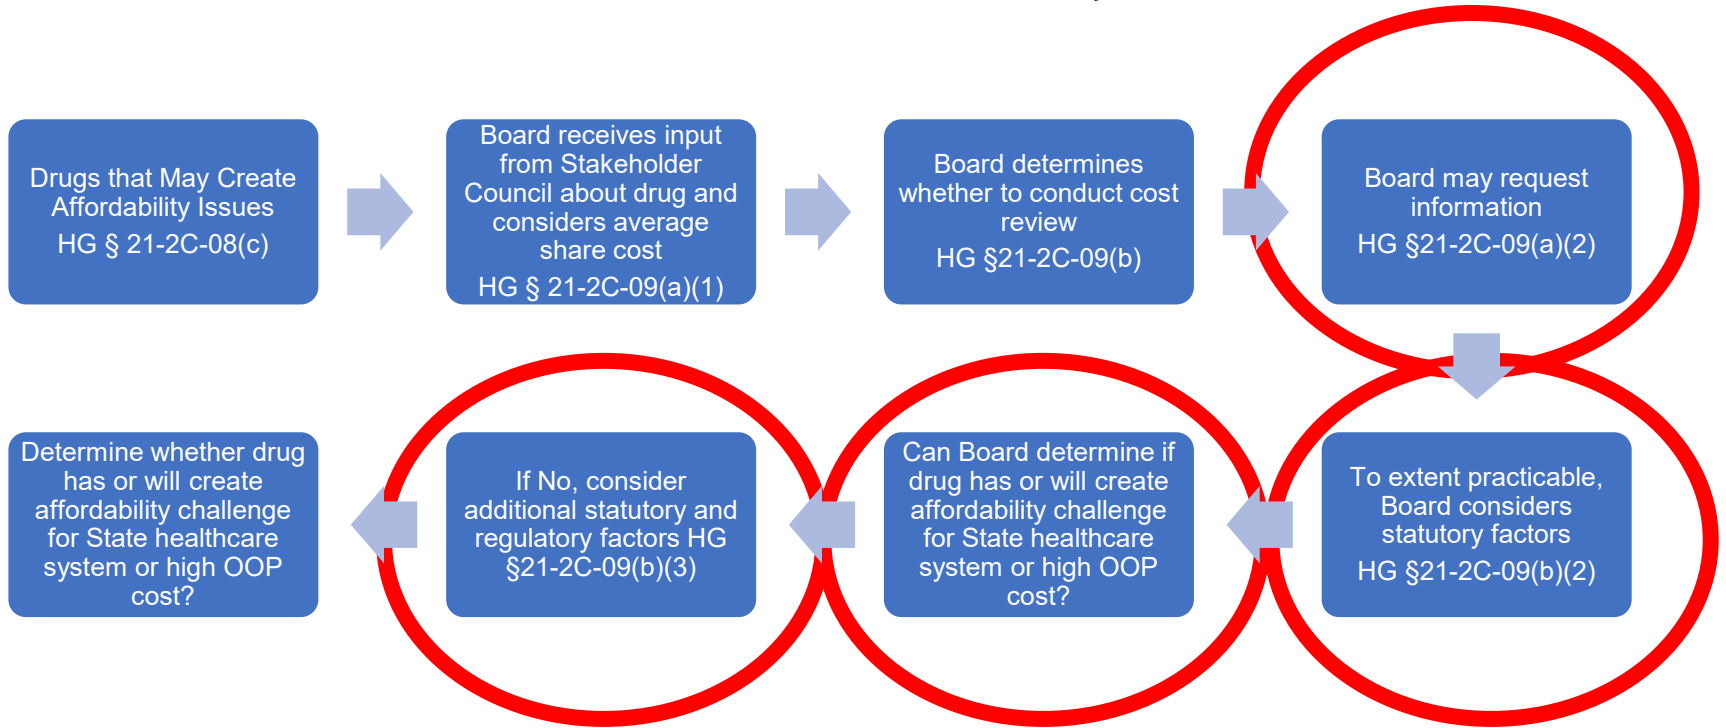 Drugs that May Create
Affordability Issues
HG § 21-2C-08(c)
Board receives input
from Stakeholder
Council about drug and
considers average
share cost
HG § 21-2C-09(a)(1)
Board determines
whether to conduct cost
review
HG §21-2C-09(b)
Board may request
information
HG §21-2C-09(a)(2)
To extent practicable,
Board considers
statutory factors
HG §21-2C-09(b)(2)
Can Board determine if
drug has or will create
affordability challenge
for State healthcare
system or high OOP
cost?
If No, consider
additional statutory and
regulatory factors HG
§21-2C-09(b)(3)
Determine whether drug
has or will create
affordability challenge
for State healthcare
system or high OOP
cost?